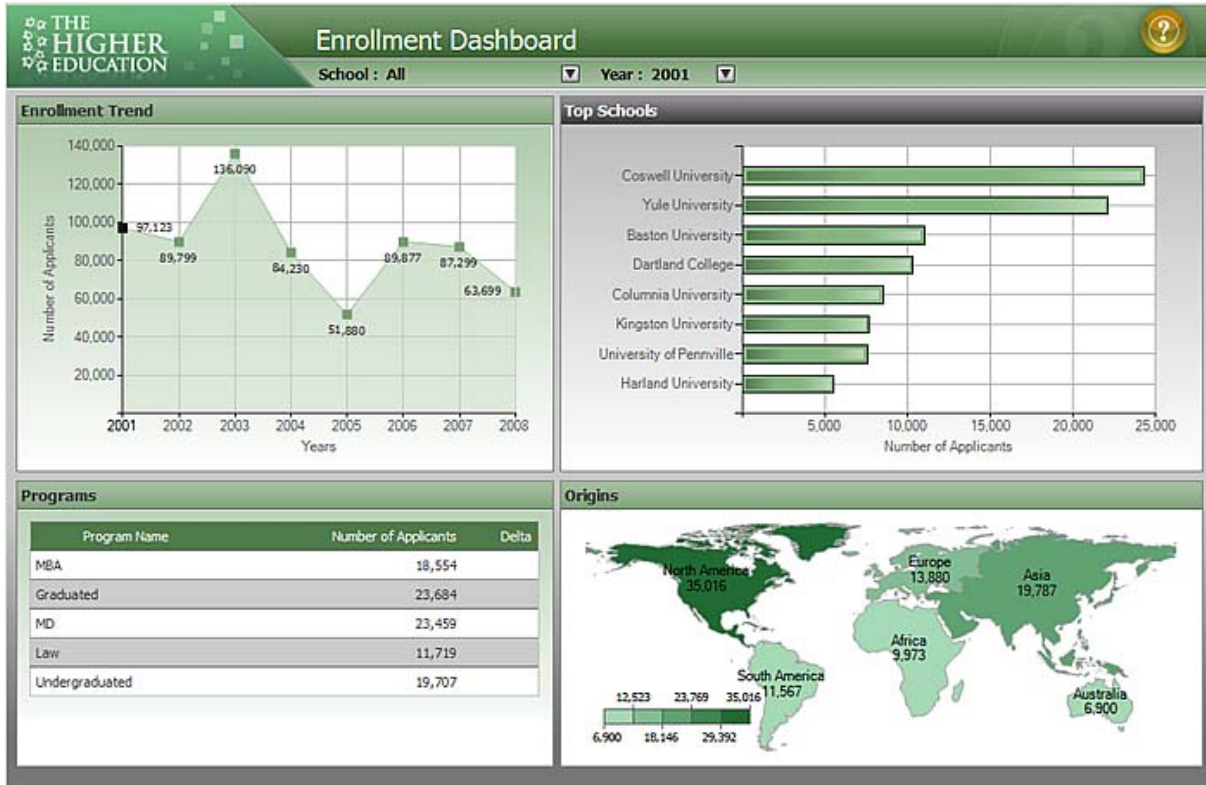 THE
HIGHER
EDUCATION
Enrollment Dashboard
?
School : All
Year : 2001
Enrollment Trend
140,000
120,000
100,000
80,000
60,000
40,000
20,000
Number of Applicants
97,123
89,799
136,090
84,230
51,880
89,877
87,299
63,699
2001 2002 2003 2004 2005 2006 2007 2008
Years
Top Schools
Coswell University
Yule University
Baston University
Dartland College
Columnia University
Kingston University
University of Pennville
Harland University
5,000 10,000 15,000 20,000 25,000
Number of Applicants
Programs
Program Name Number of Applicants Delta
MBA 18,554
Graduated 23,684
MD 23,459
Law 11,719
Undergraduated 19,707
Origins
North America
35,016
Europe
13,880
Asia
19,787
Africa
9,973
South America
11,567
Australia
6,900
12,523 23,769 35,016
6,900 18,146 29,392